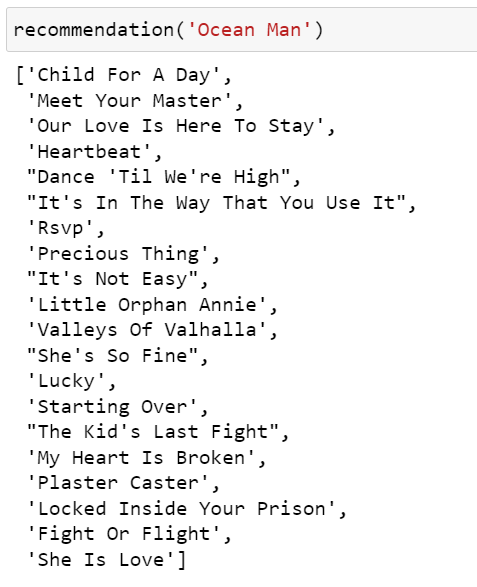 recommendation('Ocean Man')
['Child For A Day',
'Meet Your Master',
'Our Love Is Here To Stay',
'Heartbeat',
"Dance 'Til We're High",
"It's In The Way That You Use It",
'Rsvp',
'Precious Thing',
"It's Not Easy",
'Little Orphan Annie',
'Valleys Of Valhalla',
"She's So Fine",
'Lucky',
'Starting Over',
"The Kid's Last Fight",
'My Heart Is Broken',
'Plaster Caster',
'Locked Inside Your Prison',
'Fight Or Flight',
'She Is Love']